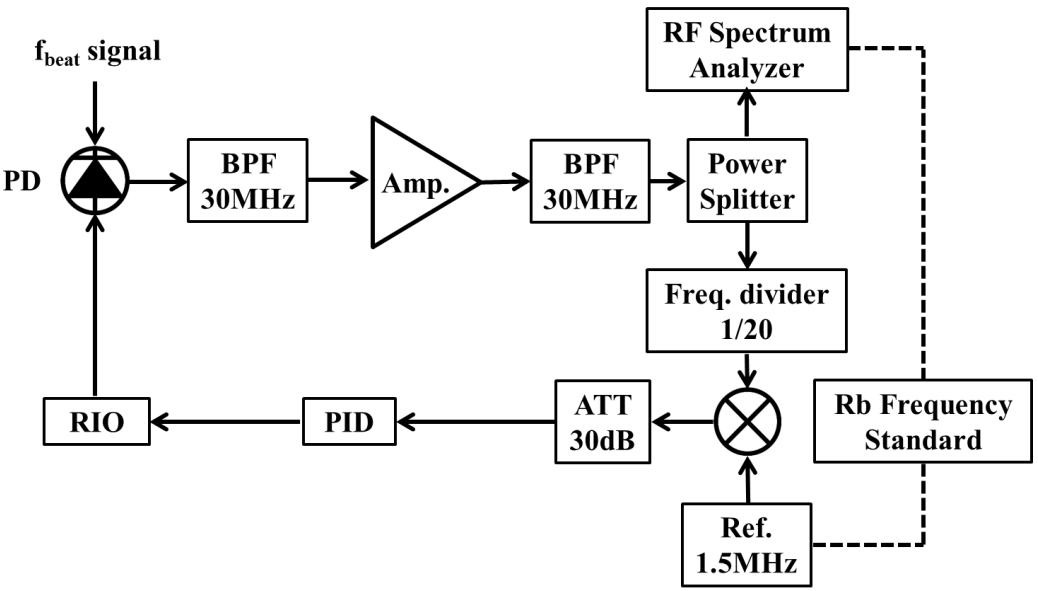 f_beat signal
PD
BPF
30MHz
Amp.
BPF
30MHz
Power
Splitter
RF Spectrum
Analyzer
Freq. divider
1/20
RIO
PID
ATT
30dB
Rb Frequency
Standard
Ref.
1.5MHz